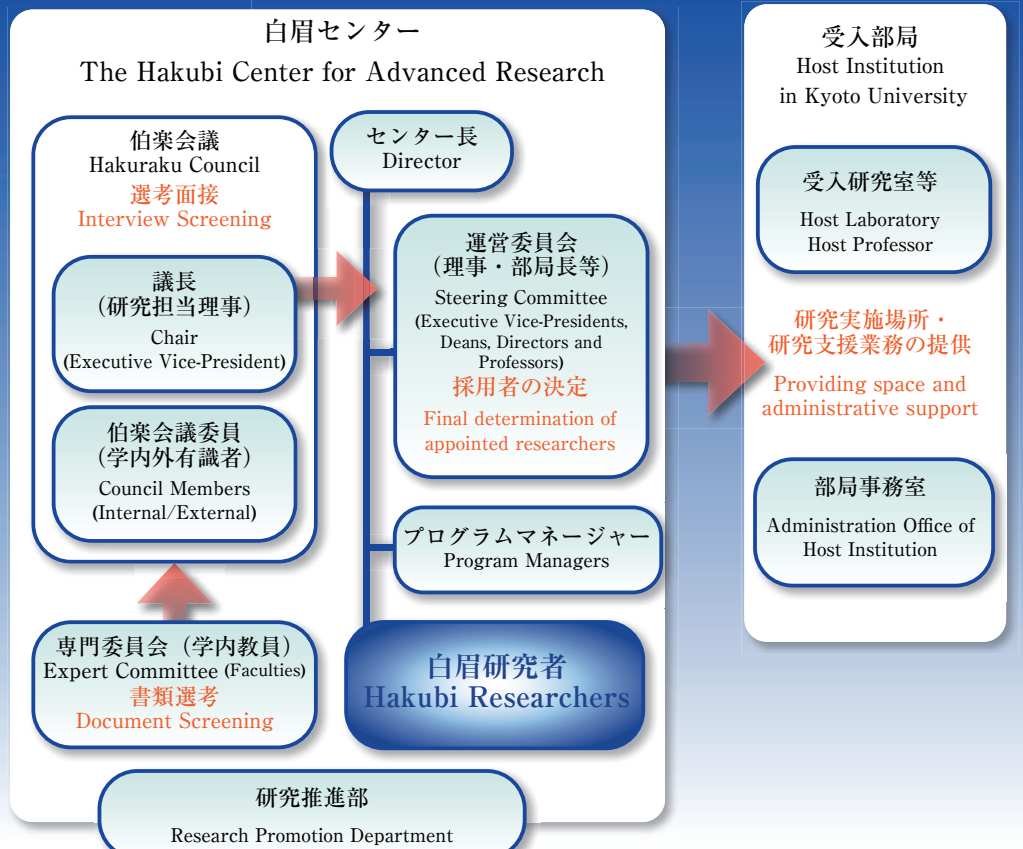 白眉センター
The Hakubi Center for Advanced Research
伯楽会議
Hakuraku Council
選考面接
Interview Screening
議長
（研究担当理事）
Chair
(Executive Vice-President)
伯楽会議委員
（学内外有識者）
Council Members
(Internal/External)
専門委員会（学内教員）
Expert Committee (Faculties)
書類選考
Document Screening
センター長
Director
運営委員会
（理事・部局長等）
Steering Committee
(Executive Vice-Presidents,
Deans, Directors and
Professors)
採用者の決定
Final determination of
appointed researchers
プログラムマネージャー
Program Managers
白眉研究者
Hakubi Researchers
研究推進部
Research Promotion Department
受入部局
Host Institution
in Kyoto University
受入研究室等
Host Laboratory
Host Professor
研究実施場所・
研究支援業務の提供
Providing space and
administrative support
部局事務室
Administration Office of
Host Institution